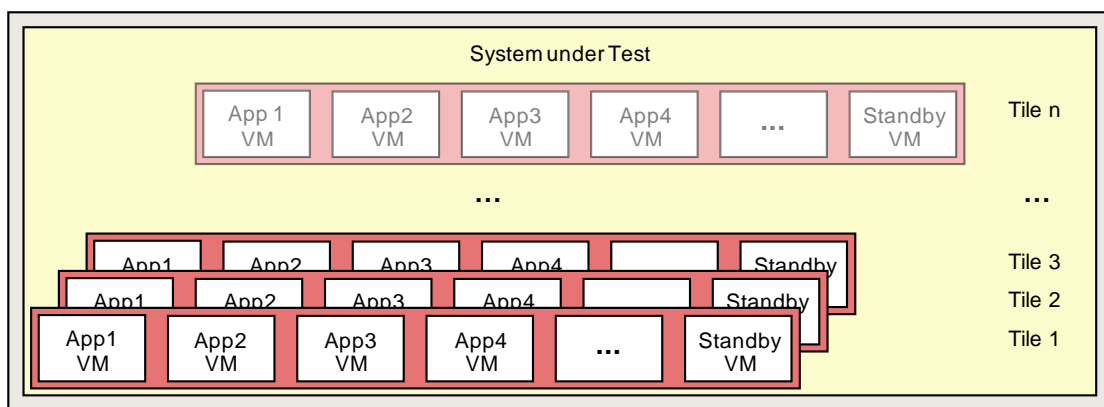 System under Test
App 1 VM App2 VM App3 VM App4 VM ... Standby VM Tile n
... ...
App1 App2 App3 App4 Standby Tile 3
App1 App2 App3 App4 Standby Tile 2
App1 VM App2 VM App3 VM App4 VM ... Standby VM Tile 1